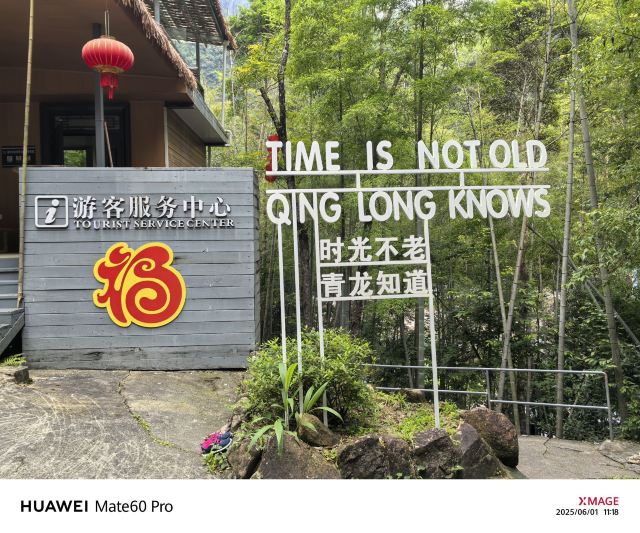 游客服务中心
TOURIST SERVICE CENTER
福
TIME IS NOT OLD
QING LONG KNOWS
时光不老
青龙知道
HUAWEI Mate60 Pro
XMAGE
2025/06/01 11:18